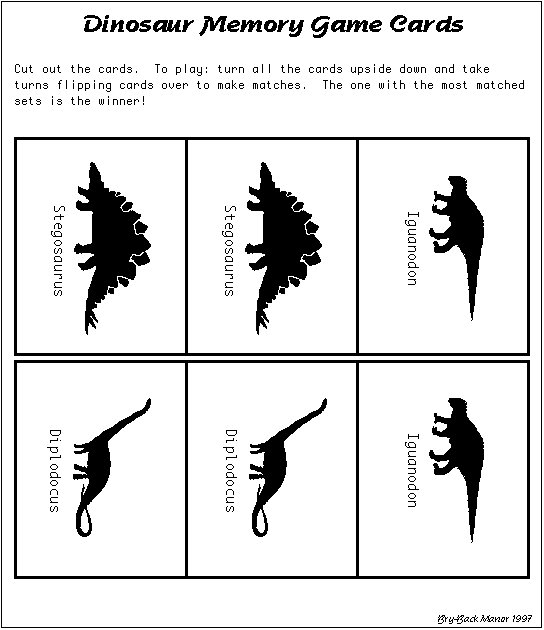 Dinosaur Memory Game Cards
Cut out the cards.  To play: turn all the cards upside down and take
turns flipping cards over to make matches.  The one with the most matched
sets is the winner!
Stegosaurus
Stegosaurus
Iguanodon
Diplodocus
Diplodocus
Iguanodon
Bry-Back Manor 1997